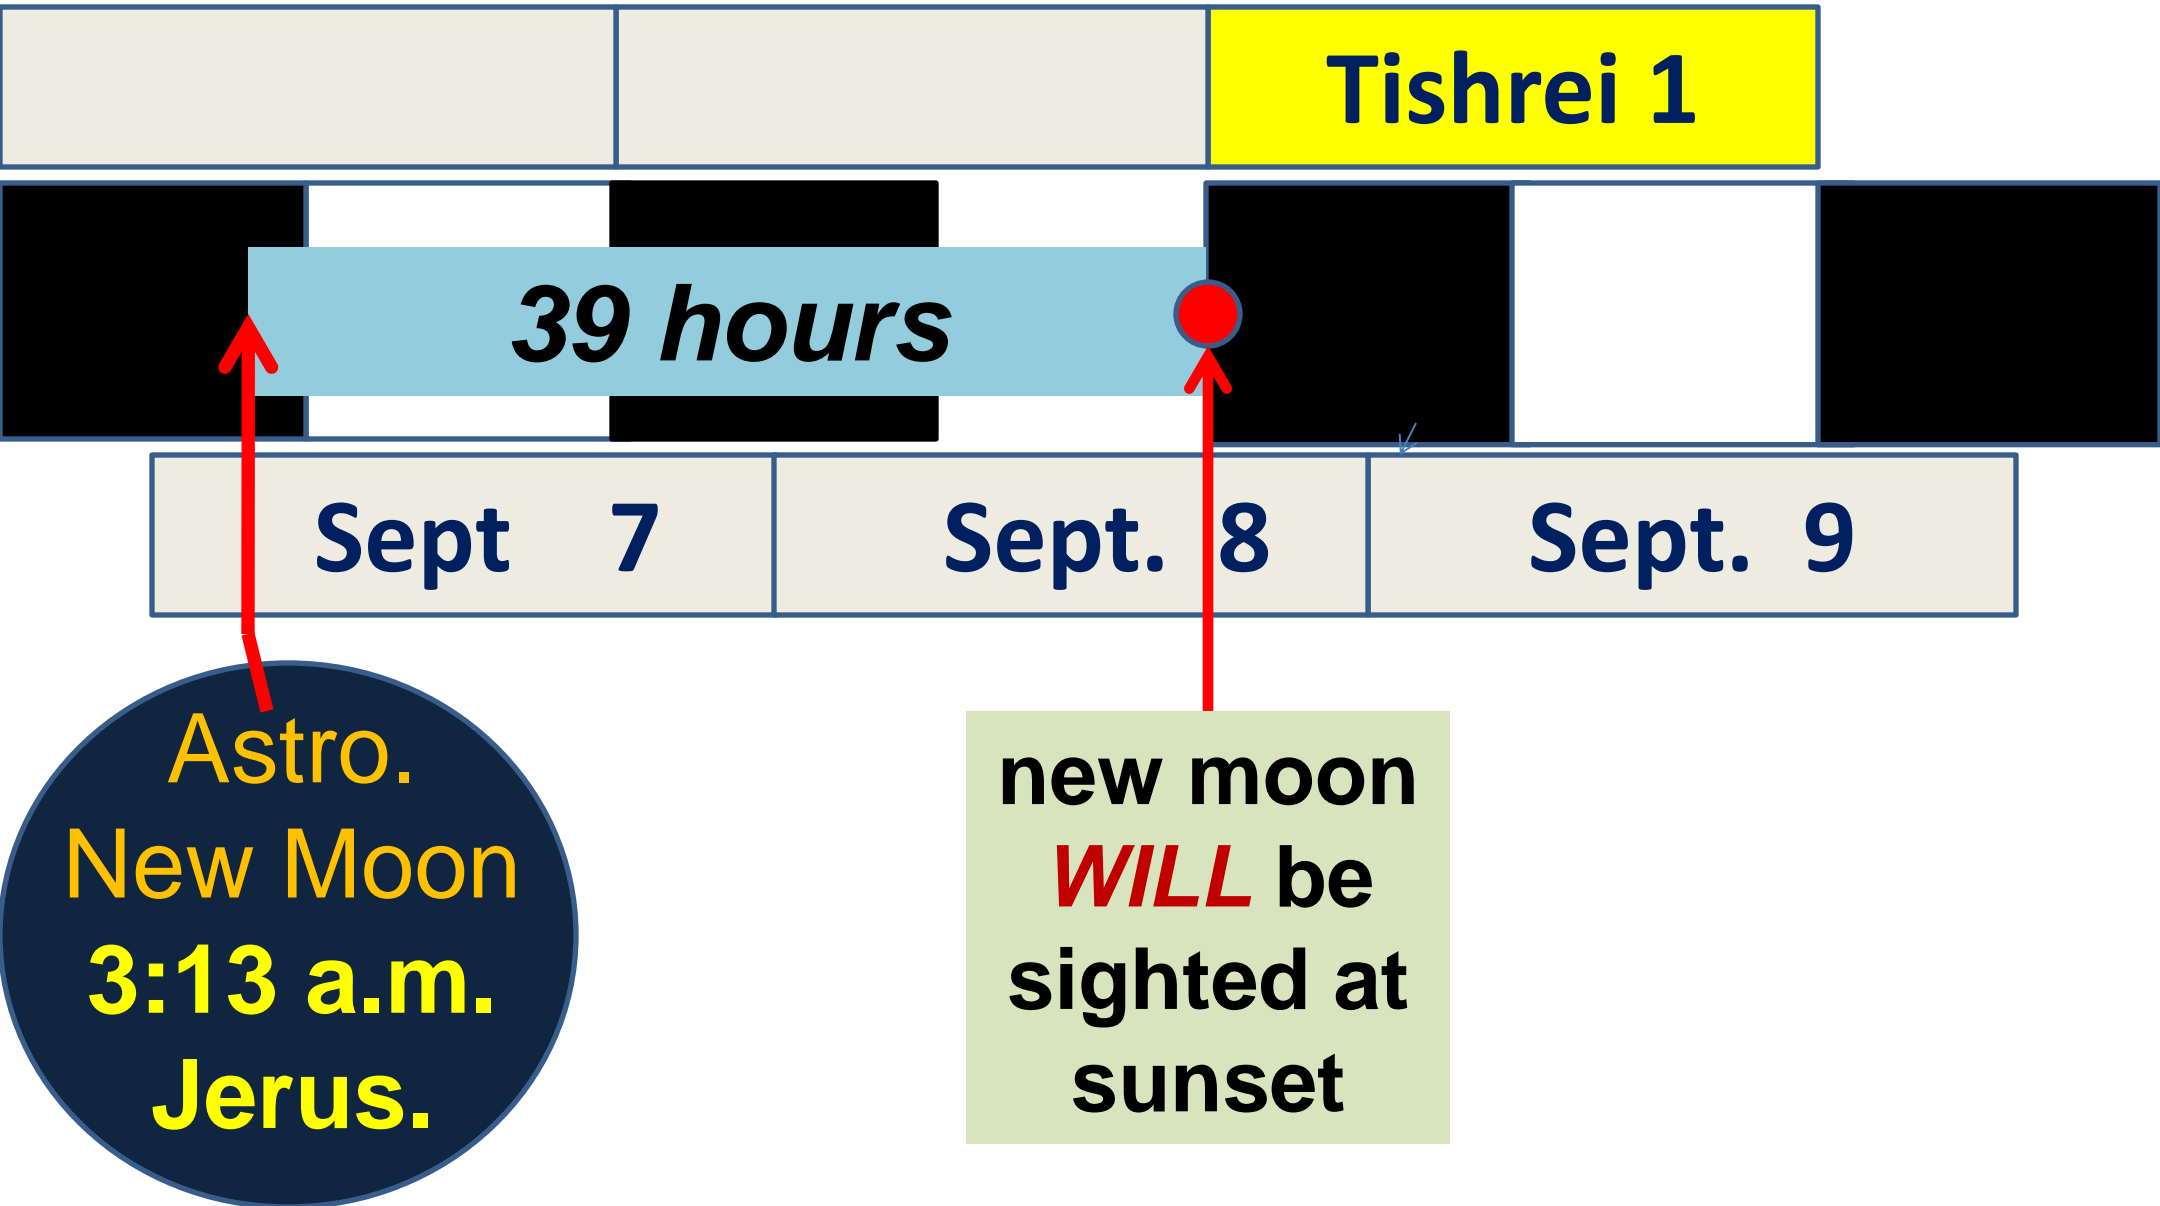 Tishrei 1
39 hours
Sept 7
Sept. 8
Sept. 9
Astro.
New Moon
3:13 a.m.
Jerus.
new moon
WILL be
sighted at
sunset